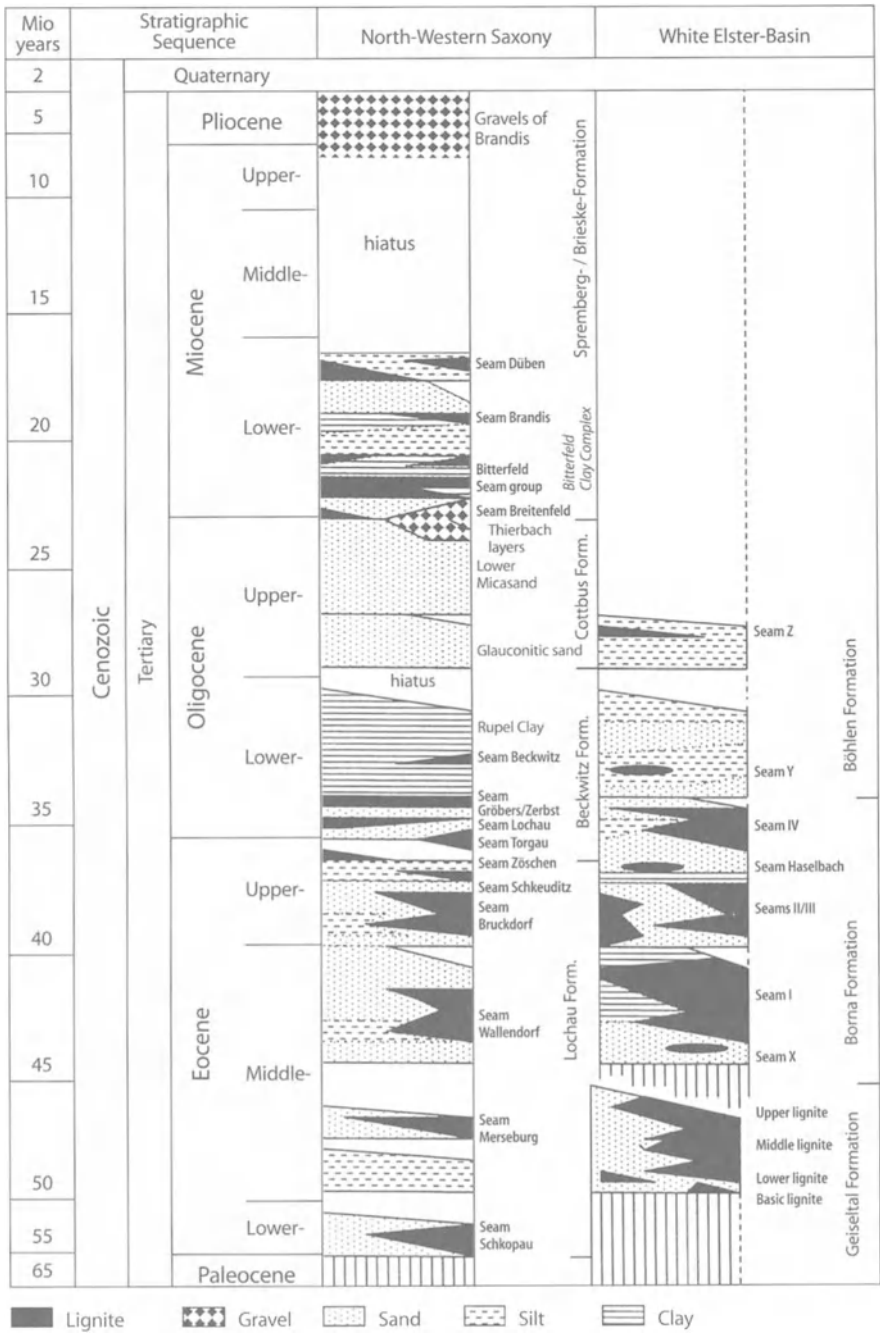 Mio
years
Stratigraphic
Sequence
North-Western Saxony
White Elster-Basin
2
5
10
15
20
25
30
35
40
45
50
55
65
Cenozoic
Quaternary
Tertiary
Pliocene
Miocene
Upper-
Middle-
Lower-
Oligocene
Upper-
Lower-
Eocene
Upper-
Middle-
Lower-
Paleocene
Gravels of
Brandis
hiatus
Seam Düben
Seam Brandis
Bitterfeld
Seam group
Seam Breitenfeld
Thierbach
layers
Lower
Micasand
Glauconitic sand
hiatus
Rupel Clay
Seam Beckwitz
Seam
Gröbers/Zerbst
Seam Lochau
Seam Torgau
Seam Zöschen
Seam Schkeuditz
Seam
Bruckdorf
Seam
Wallendorf
Seam
Merseburg
Seam
Schkopau
Spremberg- / Brieske-Formation
Bitterfeld
Clay Complex
Cottbus Form.
Beckwitz Form.
Lochau Form.
Seam Z
Seam Y
Seam IV
Seam Haselbach
Seams II/III
Seam I
Seam X
Upper lignite
Middle lignite
Lower lignite
Basic lignite
Böhlen Formation
Borna Formation
Geiseltal Formation
Lignite
Gravel
Sand
Silt
Clay